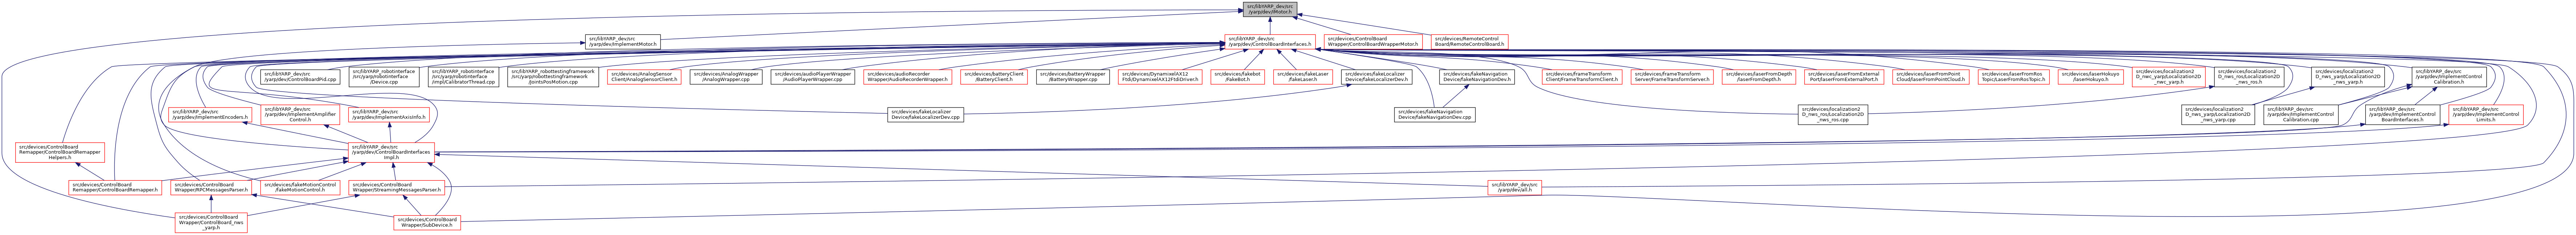 src/libYARP_dev/src
/yarp/dev/IMotor.h
src/libYARP_dev/src
/yarp/dev/ImplementMotor.h
src/libYARP_dev/src
/yarp/dev/ControlBoardInterfaces.h
src/devices/ControlBoard
Wrapper/ControlBoardWrapperMotor.h
src/devices/RemoteControl
Board/RemoteControlBoard.h
src/libYARP_dev/src
/yarp/dev/ControlBoardPid.cpp
src/libYARP_robotinterface
/src/yarp/robotinterface
/Device.cpp
src/libYARP_robotinterface
/src/yarp/robotinterface
/impl/CalibratorThread.cpp
src/libYARP_robottestingframework
/src/yarp/robottestingframework
/JointsPosMotion.cpp
src/devices/AnalogSensor
Client/AnalogSensorClient.h
src/devices/AnalogWrapper
/AnalogWrapper.cpp
src/devices/audioPlayerWrapper
/AudioPlayerWrapper.cpp
src/devices/audioRecorder
Wrapper/AudioRecorderWrapper.h
src/devices/batteryClient
/BatteryClient.h
src/devices/batteryWrapper
/BatteryWrapper.cpp
src/devices/DynamixelAX12
FtdiDriver/DynamixelAX12FtdiDriver.h
src/devices/fakebot
/FakeBot.h
src/devices/fakeLaser
/fakeLaser.h
src/devices/fakeLocalizer
Device/fakeLocalizerDev.h
src/devices/fakeNavigation
Device/fakeNavigationDev.h
src/devices/frameTransform
Client/FrameTransformClient.h
src/devices/frameTransform
Server/FrameTransformServer.h
src/devices/laserFromDepth
/laserFromDepth.h
src/devices/laserFromExternal
Port/laserFromExternalPort.h
src/devices/laserFromPoint
Cloud/laserFromPointCloud.h
src/devices/laserFromRos
Topic/LaserFromRosTopic.h
src/devices/laserHokuyo
/laserHokuyo.h
src/devices/localization2
D_nwc_yarp/Localization2D
_nwc_yarp.h
src/devices/localization2
D_nws_ros/Localization2D
_nws_ros.h
src/devices/localization2
D_nws_yarp/Localization2D
_nws_yarp.h
src/libYARP_dev/src
/yarp/dev/ImplementControl
Calibration.h
src/libYARP_dev/src
/yarp/dev/ImplementEncoders.h
src/libYARP_dev/src
/yarp/dev/ImplementAmplifier
Control.h
src/libYARP_dev/src
/yarp/dev/ImplementAxisInfo.h
src/devices/fakeLocalizer
Device/fakeLocalizerDev.cpp
src/devices/fakeNavigation
Device/fakeNavigationDev.cpp
src/devices/localization2
D_nws_ros/Localization2D
_nws_ros.cpp
src/devices/localization2
D_nws_yarp/Localization2D
_nws_yarp.cpp
src/libYARP_dev/src
/yarp/dev/ImplementControl
Calibration.cpp
src/libYARP_dev/src
/yarp/dev/ImplementControl
BoardInterfaces.h
src/libYARP_dev/src
/yarp/dev/ImplementControl
Limits.h
src/devices/ControlBoard
Remapper/ControlBoardRemapper
Helpers.h
src/libYARP_dev/src
/yarp/dev/ControlBoardInterfaces
Impl.h
src/devices/ControlBoard
Remapper/ControlBoardRemapper.h
src/devices/ControlBoard
Wrapper/RPCMessagesParser.h
src/devices/fakeMotionControl
/fakeMotionControl.h
src/devices/ControlBoard
Wrapper/StreamingMessagesParser.h
src/libYARP_dev/src
/yarp/dev/all.h
src/devices/ControlBoard
Wrapper/ControlBoard_nws
_yarp.h
src/devices/ControlBoard
Wrapper/SubDevice.h